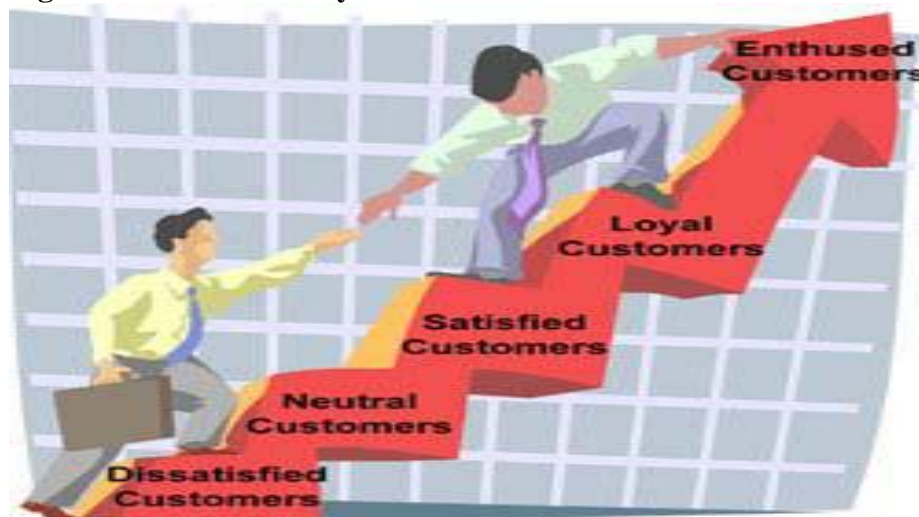 Enthused
Customers
Loyal
Customers
Satisfied
Customers
Neutral
Customers
Dissatisfied
Customers